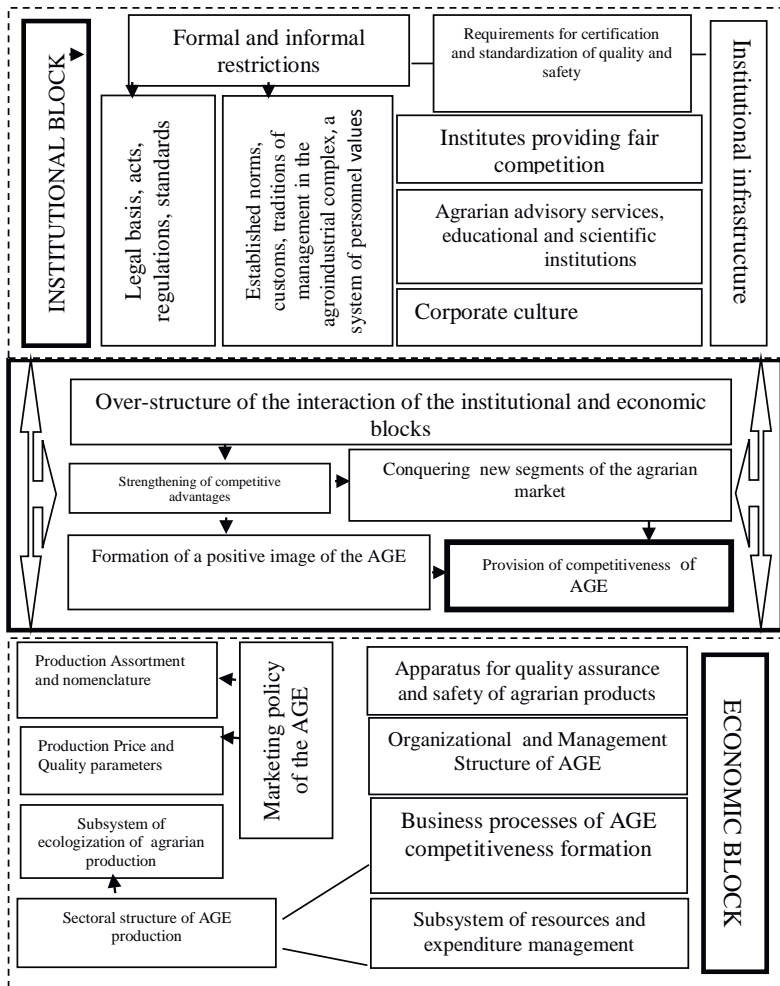 INSTITUTIONAL BLOCK
Formal and informal
restrictions
Requirements for certification
and standardization of quality and
safety
Institutional
infrastructure
Legal basis, acts,
regulations, standards
Established norms,
customs, traditions of
management in the
agroindustrial complex, a
system of personnel values
Institutes providing fair
competition
Agrarian advisory services,
educational and scientific
institutions
Corporate culture
Over-structure of the interaction of the institutional and economic
blocks
Strengthening of competitive
advantages
Conquering new segments of the agrarian
market
Formation of a positive image of the AGE
Provision of competitiveness of
AGE
Production Assortment
and nomenclature
Production Price and
Quality parameters
Marketing policy
of the AGE
Subsystem of
ecologization of agrarian
production
Sectoral structure of AGE
production
Apparatus for quality assurance
and safety of agrarian products
Organizational and Management
Structure of AGE
Business processes of AGE
competitiveness formation
Subsystem of resources and
expenditure management
ECONOMIC BLOCK